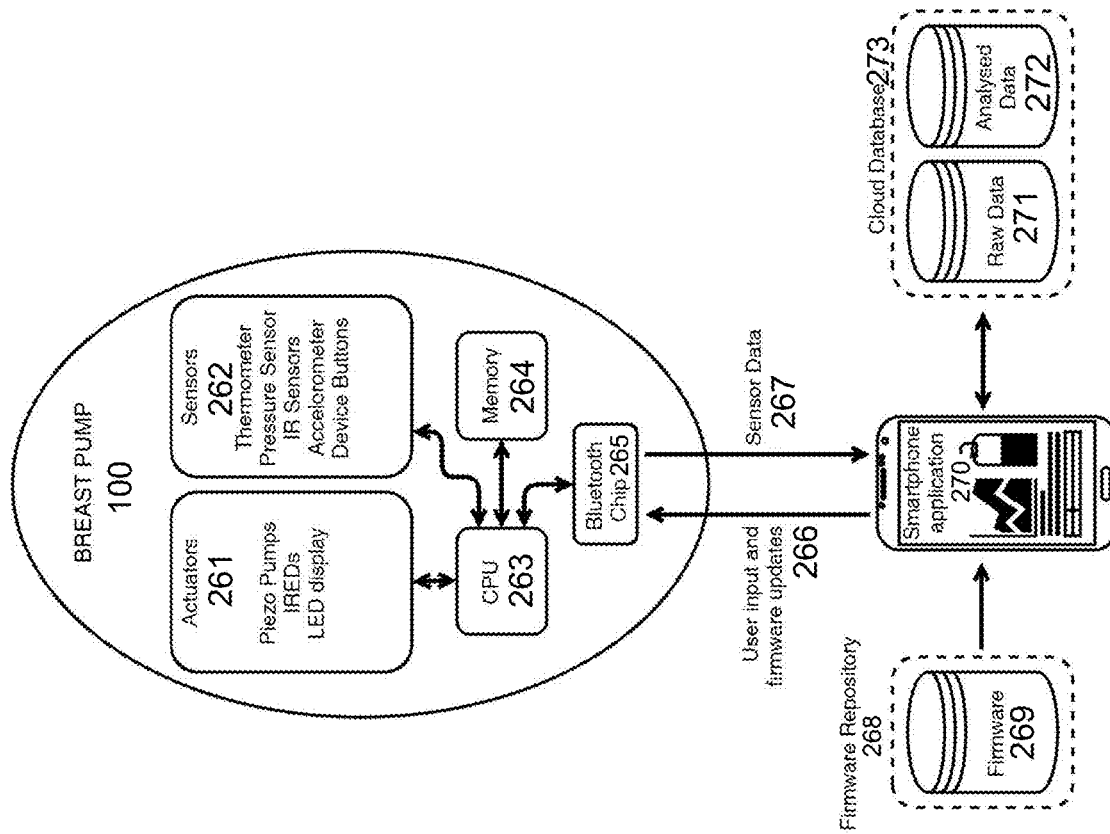 BREAST PUMP
100
Actuators
261
Piezo Pumps
IREDs
LED display
Sensors
262
Thermometer
Pressure Sensor
IR Sensors
Accelorometer
Device Buttons
CPU
263
Memory
264
Bluetooth
Chip 265
User input and
firmware updates
266
Sensor Data
267
Firmware Repository
268
Firmware
269
Smartphone
application
270
Cloud Database 273
Raw Data
271
Analysed
Data
272